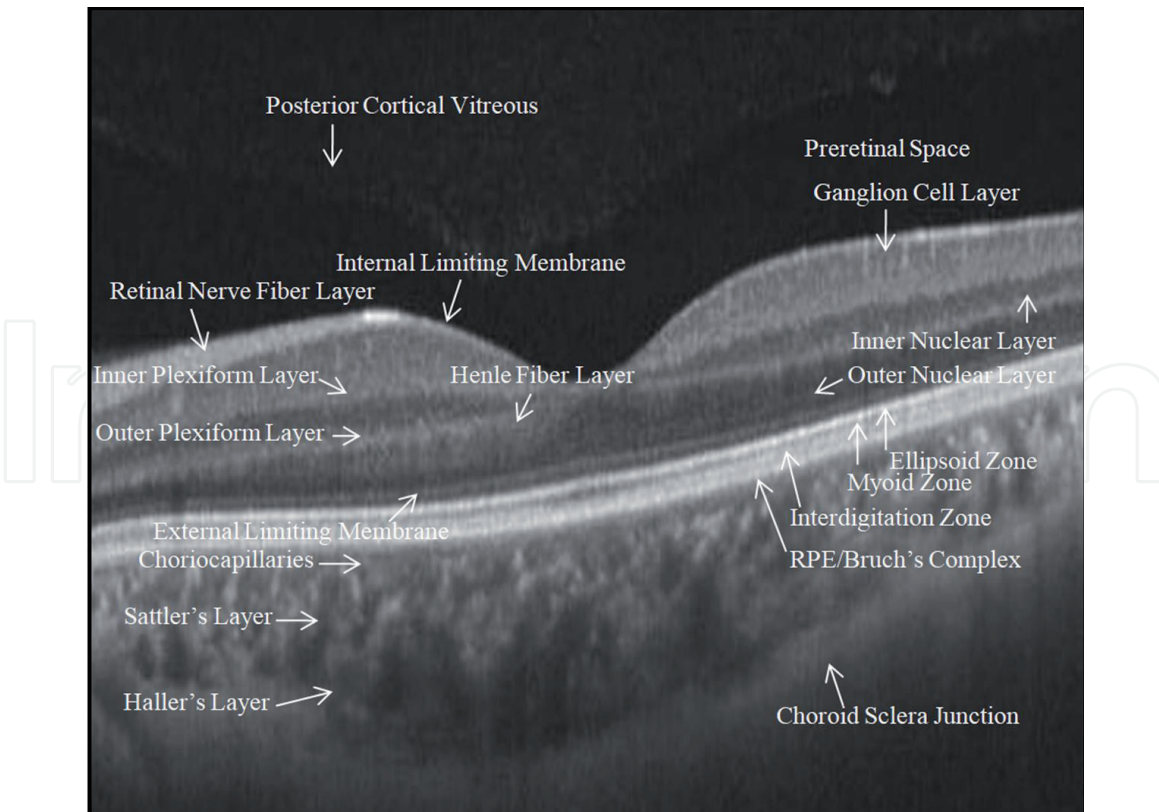 Posterior Cortical Vitreous
Preretinal Space
Ganglion Cell Layer
Internal Limiting Membrane
Retinal Nerve Fiber Layer
Inner Nuclear Layer
Inner Plexiform Layer
Henle Fiber Layer
Outer Nuclear Layer
Outer Plexiform Layer
Ellipsoid Zone
Myoid Zone
Interdigitation Zone
External Limiting Membrane
Choriocapillaries
RPE/Bruch’s Complex
Sattler’s Layer
Haller’s Layer
Choroid Sclera Junction